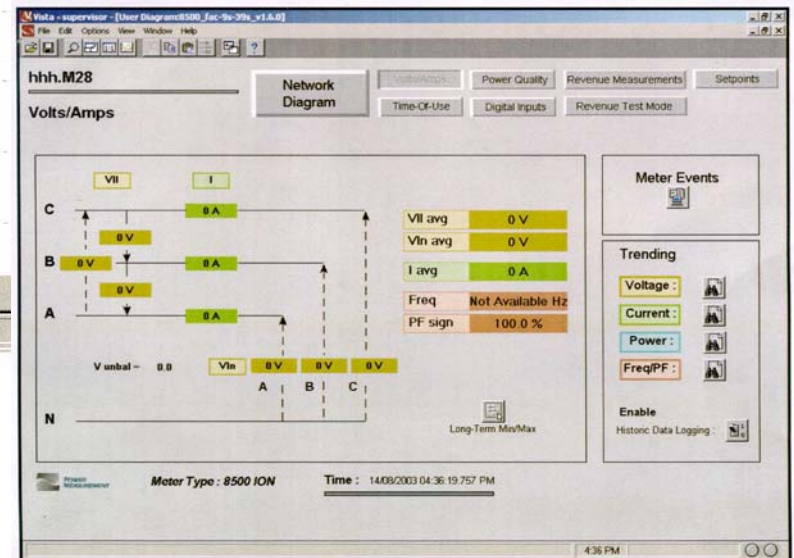 Vista - supervisor - [User Diagram:8500_fac-9s-39s_v1.6.0]
File Edit Options View Window Help
hhh.M28
Network Diagram
Volts/Amps
Power Quality
Revenue Measurements
Setpoints
Volts/Amps
Time-Of-Use
Digital Inputs
Revenue Test Mode
Vll
I
C
0 A
0 V
B
0 V
0 A
0 V
A
0 A
V unbal -
0.0
Vln
0 V
0 V
0 V
A
B
C
N
Vll avg
0 V
Vln avg
0 V
I avg
0 A
Freq
Not Available Hz
PF sign
100.0 %
Long-Term Min/Max
Meter Events
Trending
Voltage :
Current :
Power :
Freq/PF :
Enable
Historic Data Logging :
POWER MEASUREMENT
Meter Type : 8500 ION
Time :
14/08/2003 04:36:19.757 PM
4:36 PM